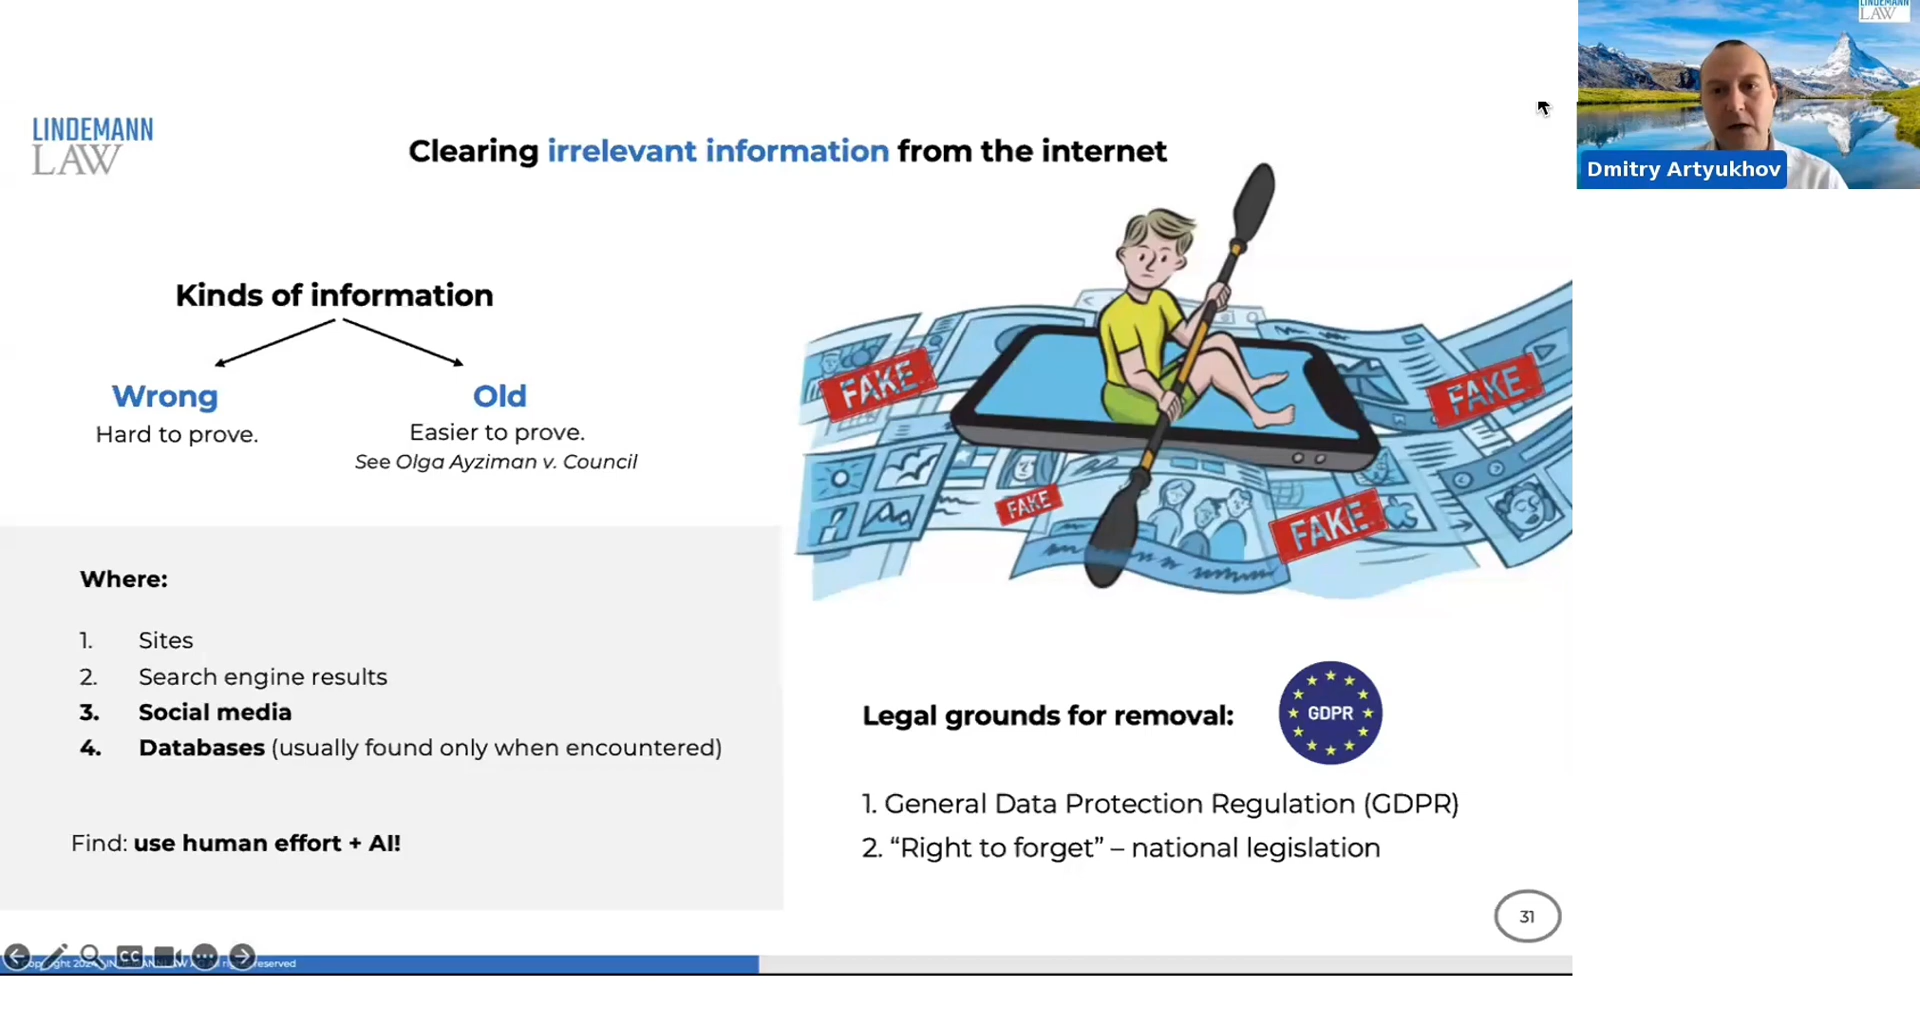 LINDEMANN
LAW
LINDEMANN
LAW
Dmitry Artyukhov
Clearing irrelevant information from the internet
Kinds of information
Wrong
Hard to prove.
Old
Easier to prove.
See Olga Ayziman v. Council
FAKE
FAKE
FAKE
FAKE
Where:
1. Sites
2. Search engine results
3. Social media
4. Databases (usually found only when encountered)
Find: use human effort + AI!
Legal grounds for removal:
GDPR
1. General Data Protection Regulation (GDPR)
2. “Right to forget” – national legislation
31
CC
reserved